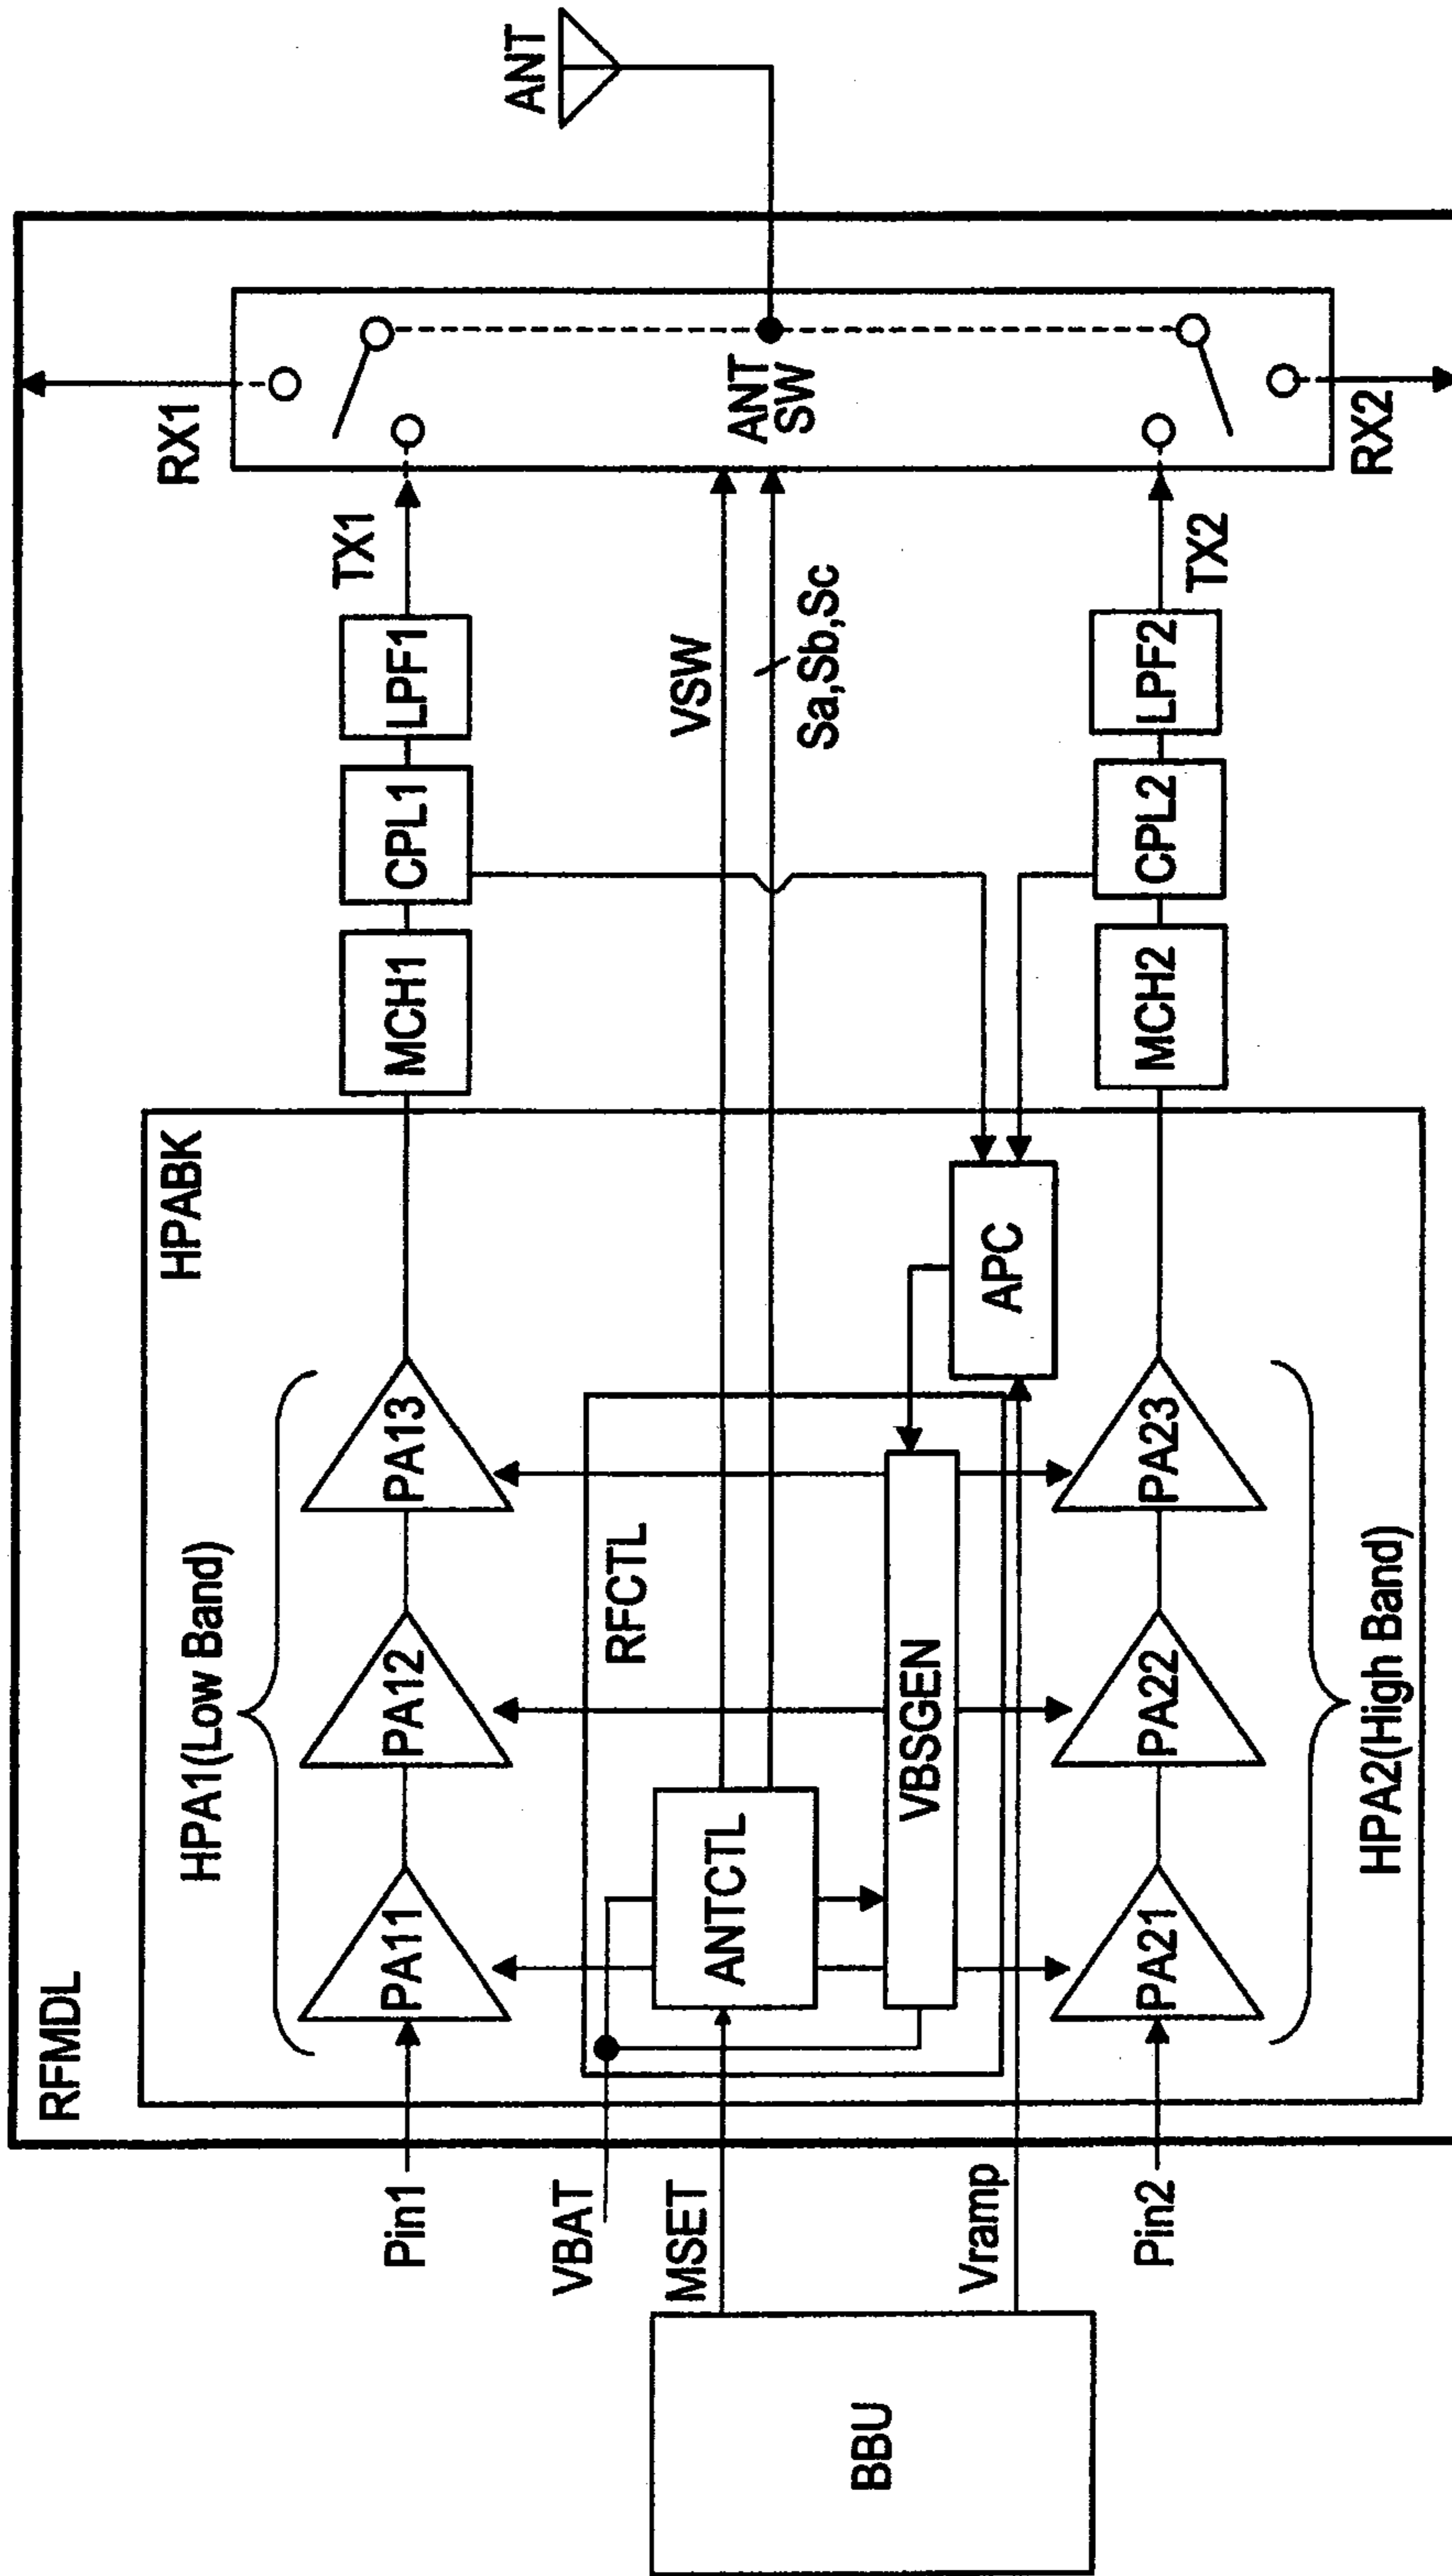 RFMDL
HPABK
HPA1(Low Band)
Pin1
PA11
PA12
PA13
MCH1
CPL1
LPF1
TX1
RX1
ANT
VBAT
RFCTL
MSET
ANTCTL
VSW
Sa,Sb,Sc
ANT
SW
VBSGEN
APC
Vramp
BBU
Pin2
PA21
PA22
PA23
MCH2
CPL2
LPF2
TX2
RX2
HPA2(High Band)